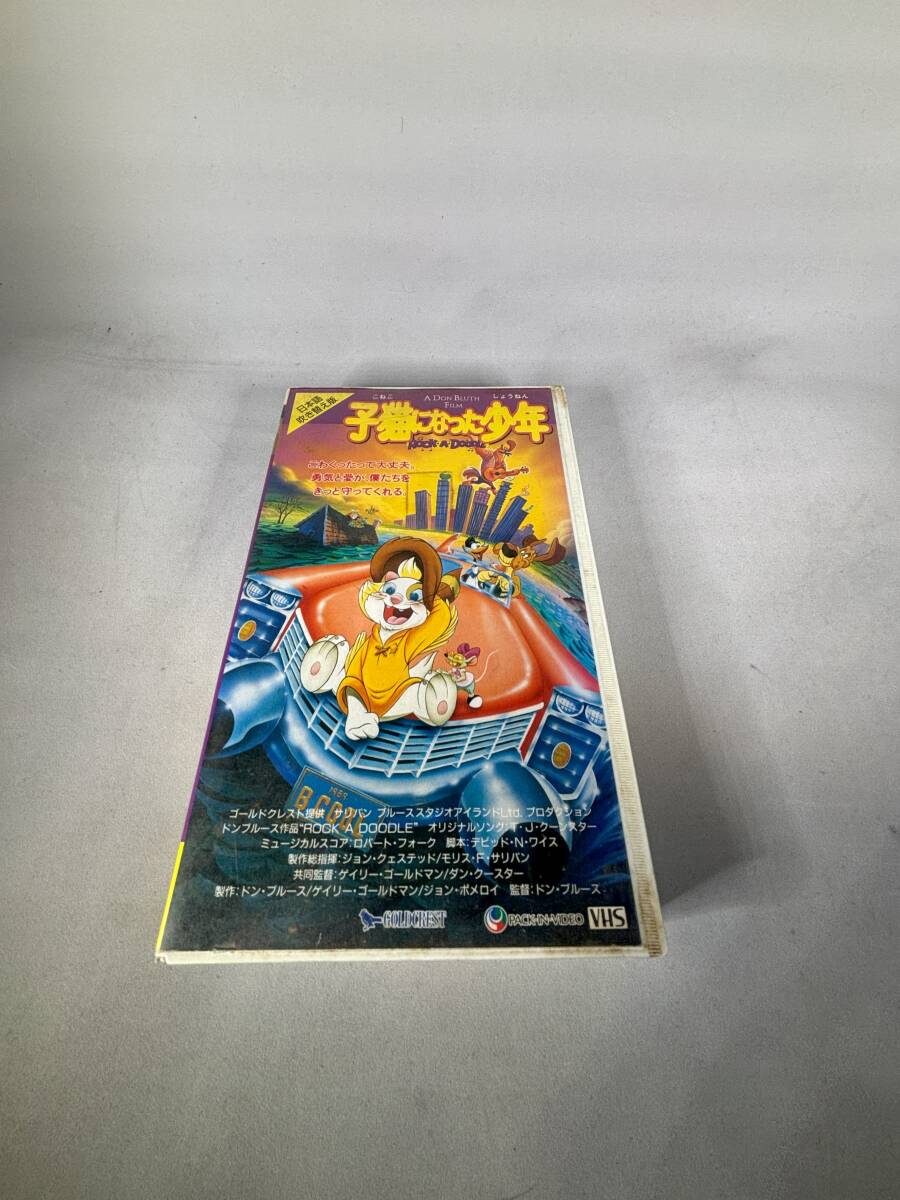 日本語
吹き替え版
A DON BLUTH
FILM
こねこ
しょうねん
子猫になった少年
ROCK·A·DOODLE
こわくったって大丈夫。
勇気と愛が、僕たちを
きっと守ってくれる。
1989
B COOL
ゴールドクレスト提供 サリバン ブルーススタジオアイランドLtd. プロダクション
ドンブルース作品“ROCK A DOODLE” オリジナルソング:T・J・クーンスター
ミュージカルスコア:ロバート・フォーク 脚本:デビッド・N・ワイス
製作総指揮:ジョン・クェステッド/モリス・F・サリバン
共同監督:ゲイリー・ゴールドマン/ダン・クースター
製作:ドン・ブルース/ゲイリー・ゴールドマン/ジョン・ポメロイ 監督:ドン・ブルース
GOLDCREST
PACK-IN-VIDEO
VHS